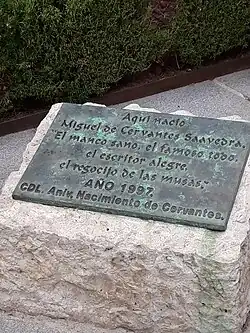 Aquí nació
Miguel de Cervantes Saavedra,
"El manco sano, el famoso todo,
el escritor alegre,
el regocijo de las musas".
AÑO 1997
CDL. Aniv. Nacimiento de Cervantes.